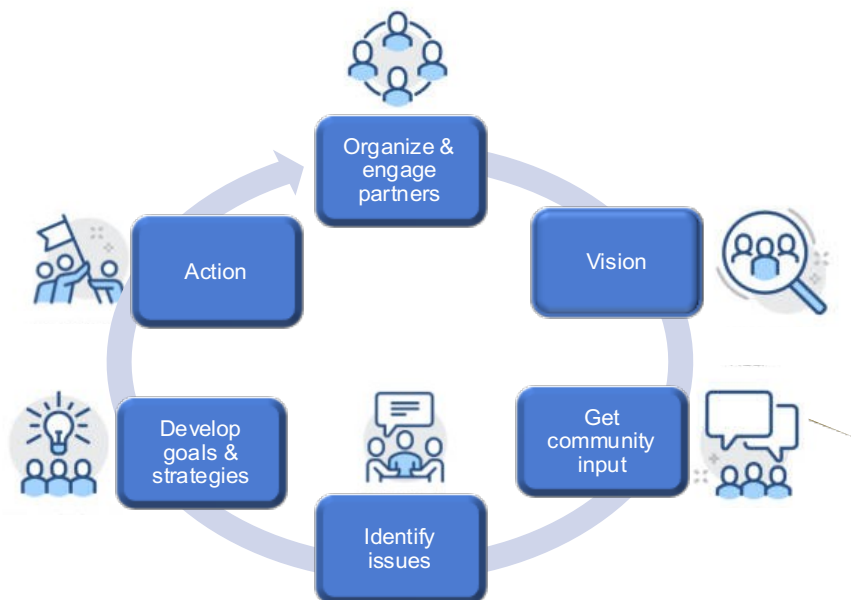 Organize &
engage
partners
Vision
Get
community
input
Identify
issues
Develop
goals &
strategies
Action